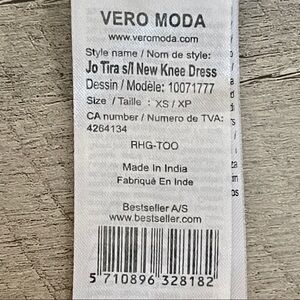 VERO MODA
www.veromoda.com
Style name / Nom de style:
Jo Tira s/l New Knee Dress
Dessin / Modèle: 10071777
Size / Taille : XS / XP
CA number / Numero de TVA:
4264134
RHG-TOO
Made In India
Fabriqué En Inde
Bestseller A/S
www.bestseller.com
5 710896 328182